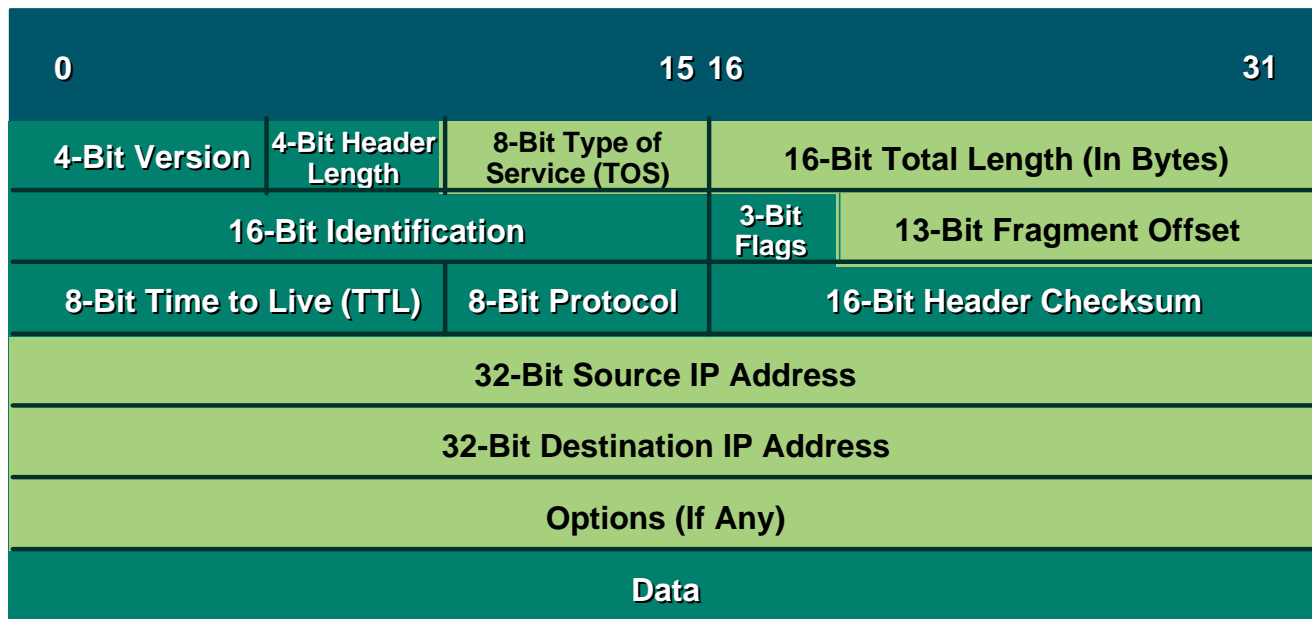 0 15 16 31
4-Bit Version 4-Bit Header Length 8-Bit Type of Service (TOS) 16-Bit Total Length (In Bytes)
16-Bit Identification 3-Bit Flags 13-Bit Fragment Offset
8-Bit Time to Live (TTL) 8-Bit Protocol 16-Bit Header Checksum
32-Bit Source IP Address
32-Bit Destination IP Address
Options (If Any)
Data